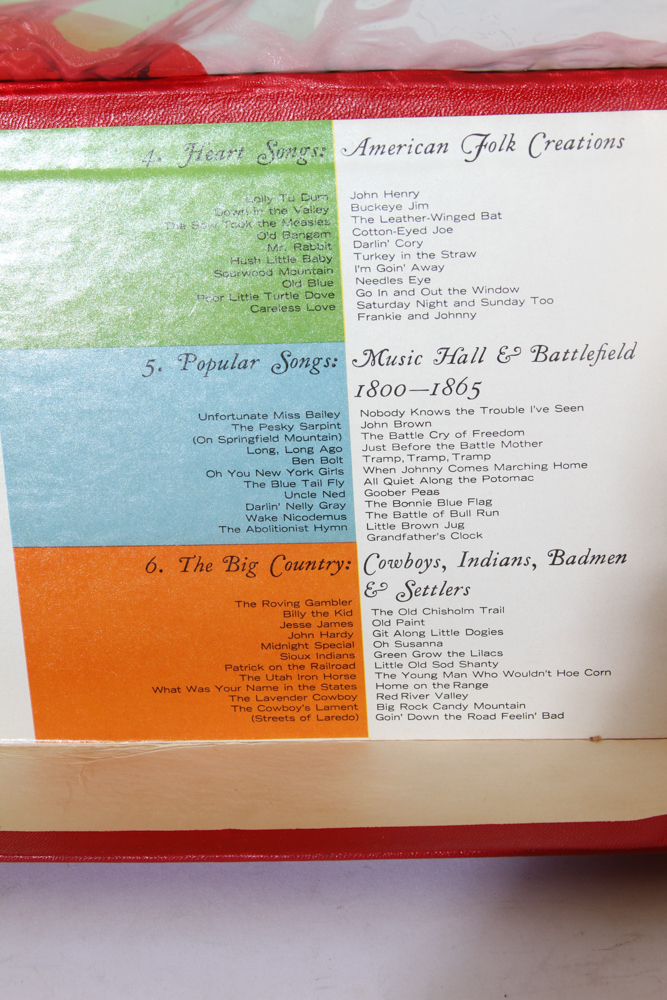 4. Heart Songs: American Folk Creations
Lolly Tu Dum
Down in the Valley
The Sow Took the Measles
Old Bangam
Mr. Rabbit
Hush Little Baby
Sourwood Mountain
Old Blue
Poor Little Turtle Dove
Careless Love
John Henry
Buckeye Jim
The Leather-Winged Bat
Cotton-Eyed Joe
Darlin' Cory
Turkey in the Straw
I'm Goin' Away
Needles Eye
Go In and Out the Window
Saturday Night and Sunday Too
Frankie and Johnny
5. Popular Songs: Music Hall & Battlefield
1800—1865
Unfortunate Miss Bailey
The Pesky Sarpint
(On Springfield Mountain)
Long, Long Ago
Ben Bolt
Oh You New York Girls
The Blue Tail Fly
Uncle Ned
Darlin' Nelly Gray
Wake Nicodemus
The Abolitionist Hymn
Nobody Knows the Trouble I've Seen
John Brown
The Battle Cry of Freedom
Just Before the Battle Mother
Tramp, Tramp, Tramp
When Johnny Comes Marching Home
All Quiet Along the Potomac
Goober Peas
The Bonnie Blue Flag
The Battle of Bull Run
Little Brown Jug
Grandfather's Clock
6. The Big Country: Cowboys, Indians, Badmen
& Settlers
The Roving Gambler
Billy the Kid
Jesse James
John Hardy
Midnight Special
Sioux Indians
Patrick on the Railroad
The Utah Iron Horse
What Was Your Name in the States
The Lavender Cowboy
The Cowboy's Lament
(Streets of Laredo)
The Old Chisholm Trail
Old Paint
Git Along Little Dogies
Oh Susanna
Green Grow the Lilacs
Little Old Sod Shanty
The Young Man Who Wouldn't Hoe Corn
Home on the Range
Red River Valley
Big Rock Candy Mountain
Goin' Down the Road Feelin' Bad